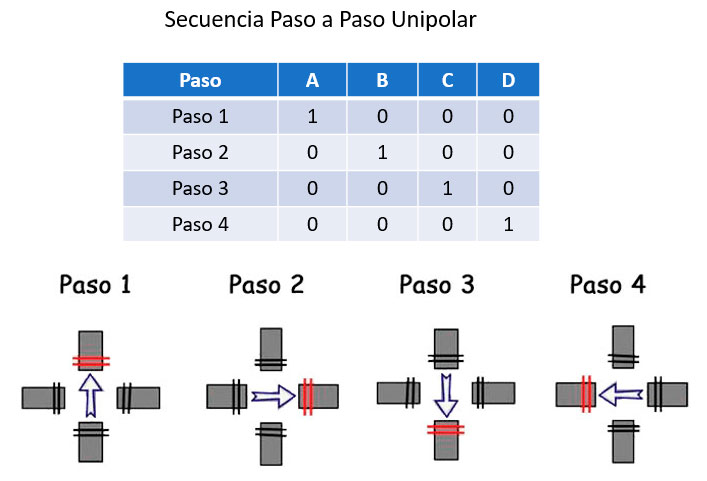 Secuencia Paso a Paso Unipolar
Paso A B C D
Paso 1 1 0 0 0
Paso 2 0 1 0 0
Paso 3 0 0 1 0
Paso 4 0 0 0 1
Paso 1 Paso 2 Paso 3 Paso 4